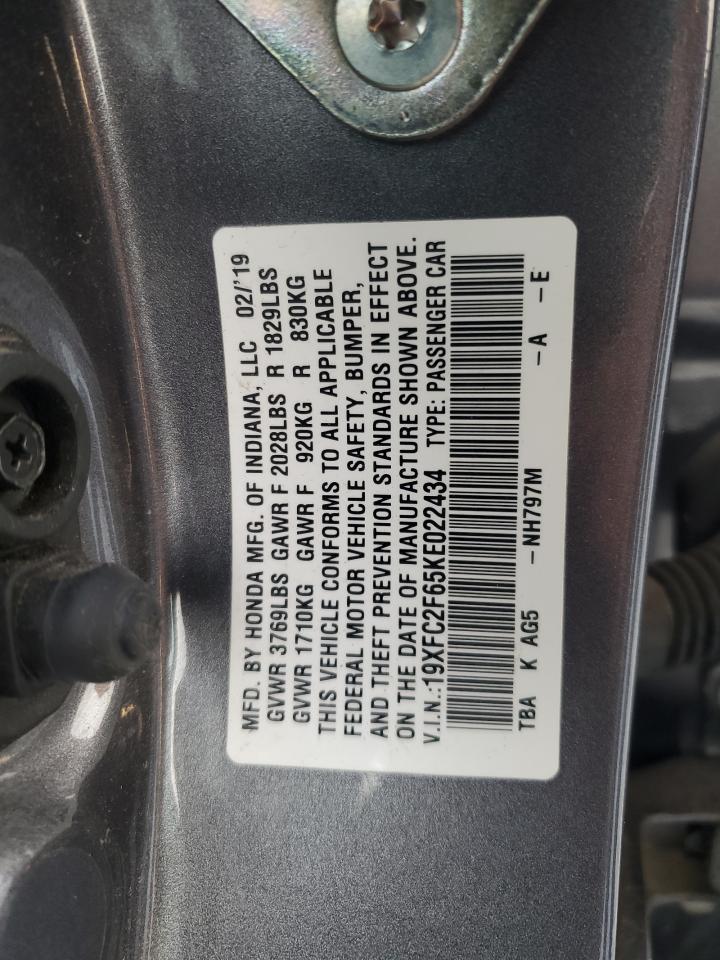 MFD. BY HONDA MFG. OF INDIANA, LLC 02/'19
GVWR 3769LBS GAWR F 2028LBS R 1829LBS
GVWR 1710KG GAWR F 920KG R 830KG
THIS VEHICLE CONFORMS TO ALL APPLICABLE
FEDERAL MOTOR VEHICLE SAFETY, BUMPER,
AND THEFT PREVENTION STANDARDS IN EFFECT
ON THE DATE OF MANUFACTURE SHOWN ABOVE.
V.I.N.:19XFC2F65KE022434 TYPE: PASSENGER CAR
TBA K AG5 -NH797M -A -E